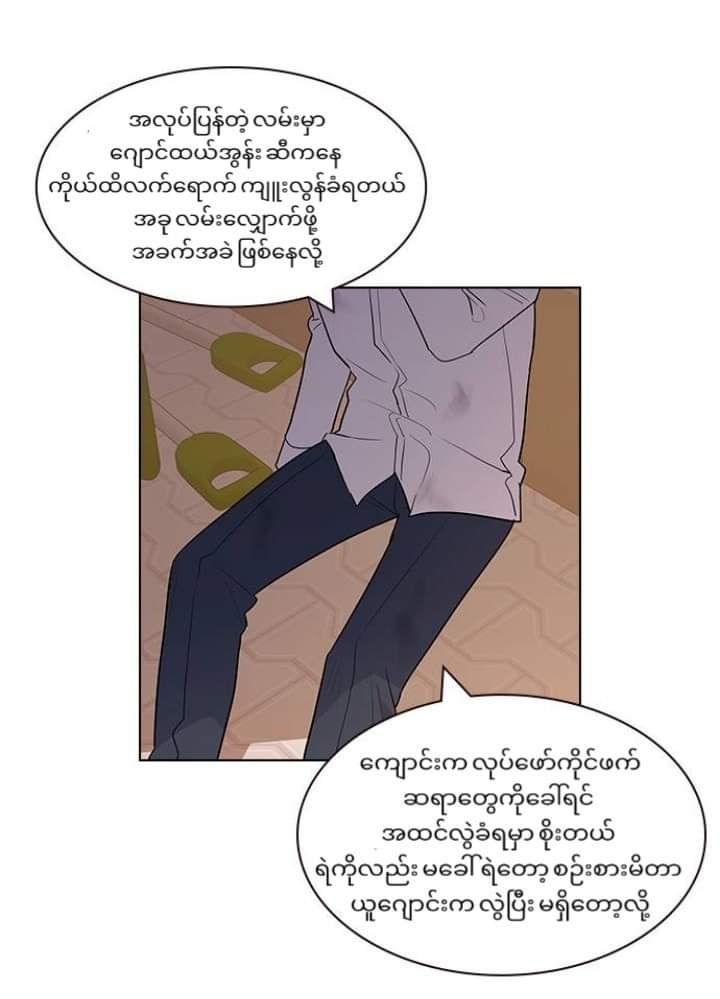 အလုပ်ပြန်တဲ့ လမ်းမှာ
ဂျောင်ထယ်အွန်း ဆီကနေ
ကိုယ်ထိလက်ရောက် ကျူးလွန်ခံရတယ်
အခု လမ်းလျှောက်ဖို့
အခက်အခဲ ဖြစ်နေလို့
ကျောင်းက လုပ်ဖော်ကိုင်ဖက်
ဆရာတွေကိုခေါ်ရင်
အထင်လွဲခံရမှာ စိုးတယ်
ရဲကိုလည်း မခေါ် ရဲတော့ စဉ်းစားမိတာ
ယူဂျောင်းက လွဲပြီး မရှိတော့လို့